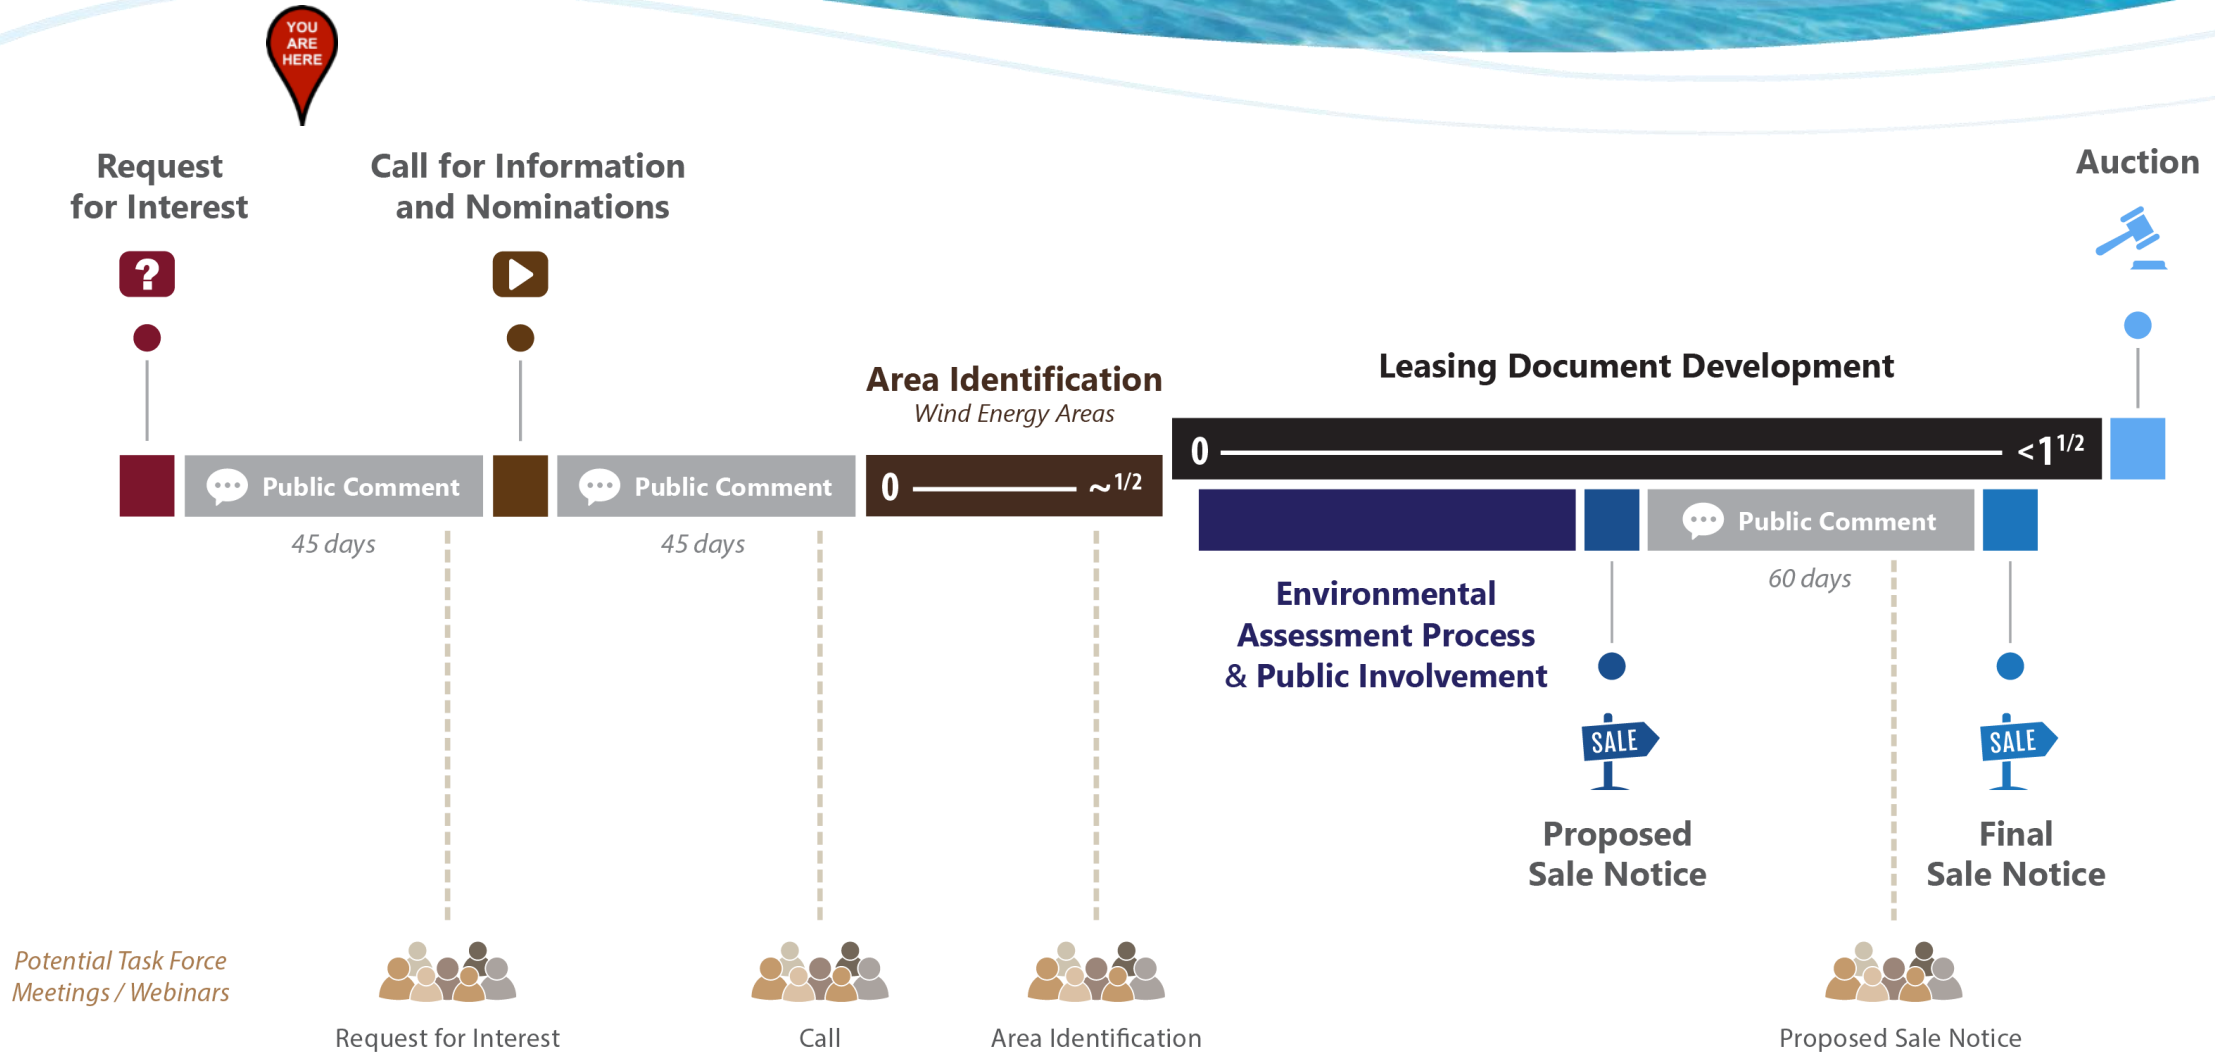 YOU
ARE
HERE
Request
for Interest
Call for Information
and Nominations
Auction
?
Area Identification
Wind Energy Areas
Leasing Document Development
0 <1 1/2
Public Comment
Public Comment
0 ~1/2
45 days
45 days
Public Comment
60 days
Environmental
Assessment Process
& Public Involvement
SALE
SALE
Proposed
Sale Notice
Final
Sale Notice
Potential Task Force
Meetings / Webinars
Request for Interest
Call
Area Identification
Proposed Sale Notice